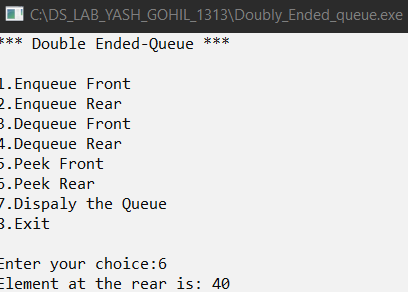 C:\DS_LAB_YASH_GOHIL_1313\Doubly_Ended_queue.exe
*** Double Ended-Queue ***
1.Enqueue Front
2.Enqueue Rear
3.Dequeue Front
4.Dequeue Rear
5.Peek Front
6.Peek Rear
7.Dispaly the Queue
8.Exit
Enter your choice:6
Element at the rear is: 40